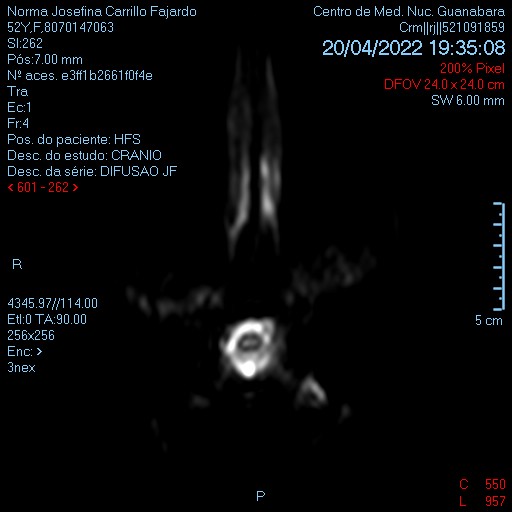 Norma Josefina Carrillo Fajardo
52Y,F,8070147063
Sl:262
Pós:7.00 mm
Nº aces. e3ff1b2661f0f4e
Tra
Ec:1
Fr:4
Pos. do paciente: HFS
Desc. do estudo: CRANIO
Desc. da série: DIFUSAO JF
< 601 - 262 >
Centro de Med. Nuc. Guanabara
Crm||rj||521091859
20/04/2022 19:35:08
200% Pixel
DFOV 24.0 x 24.0 cm
SW 6.00 mm
R
4345.97//114.00
Etl:0 TA:90.00
256x256
Enc: >
3nex
5 cm
P
C 550
L 957